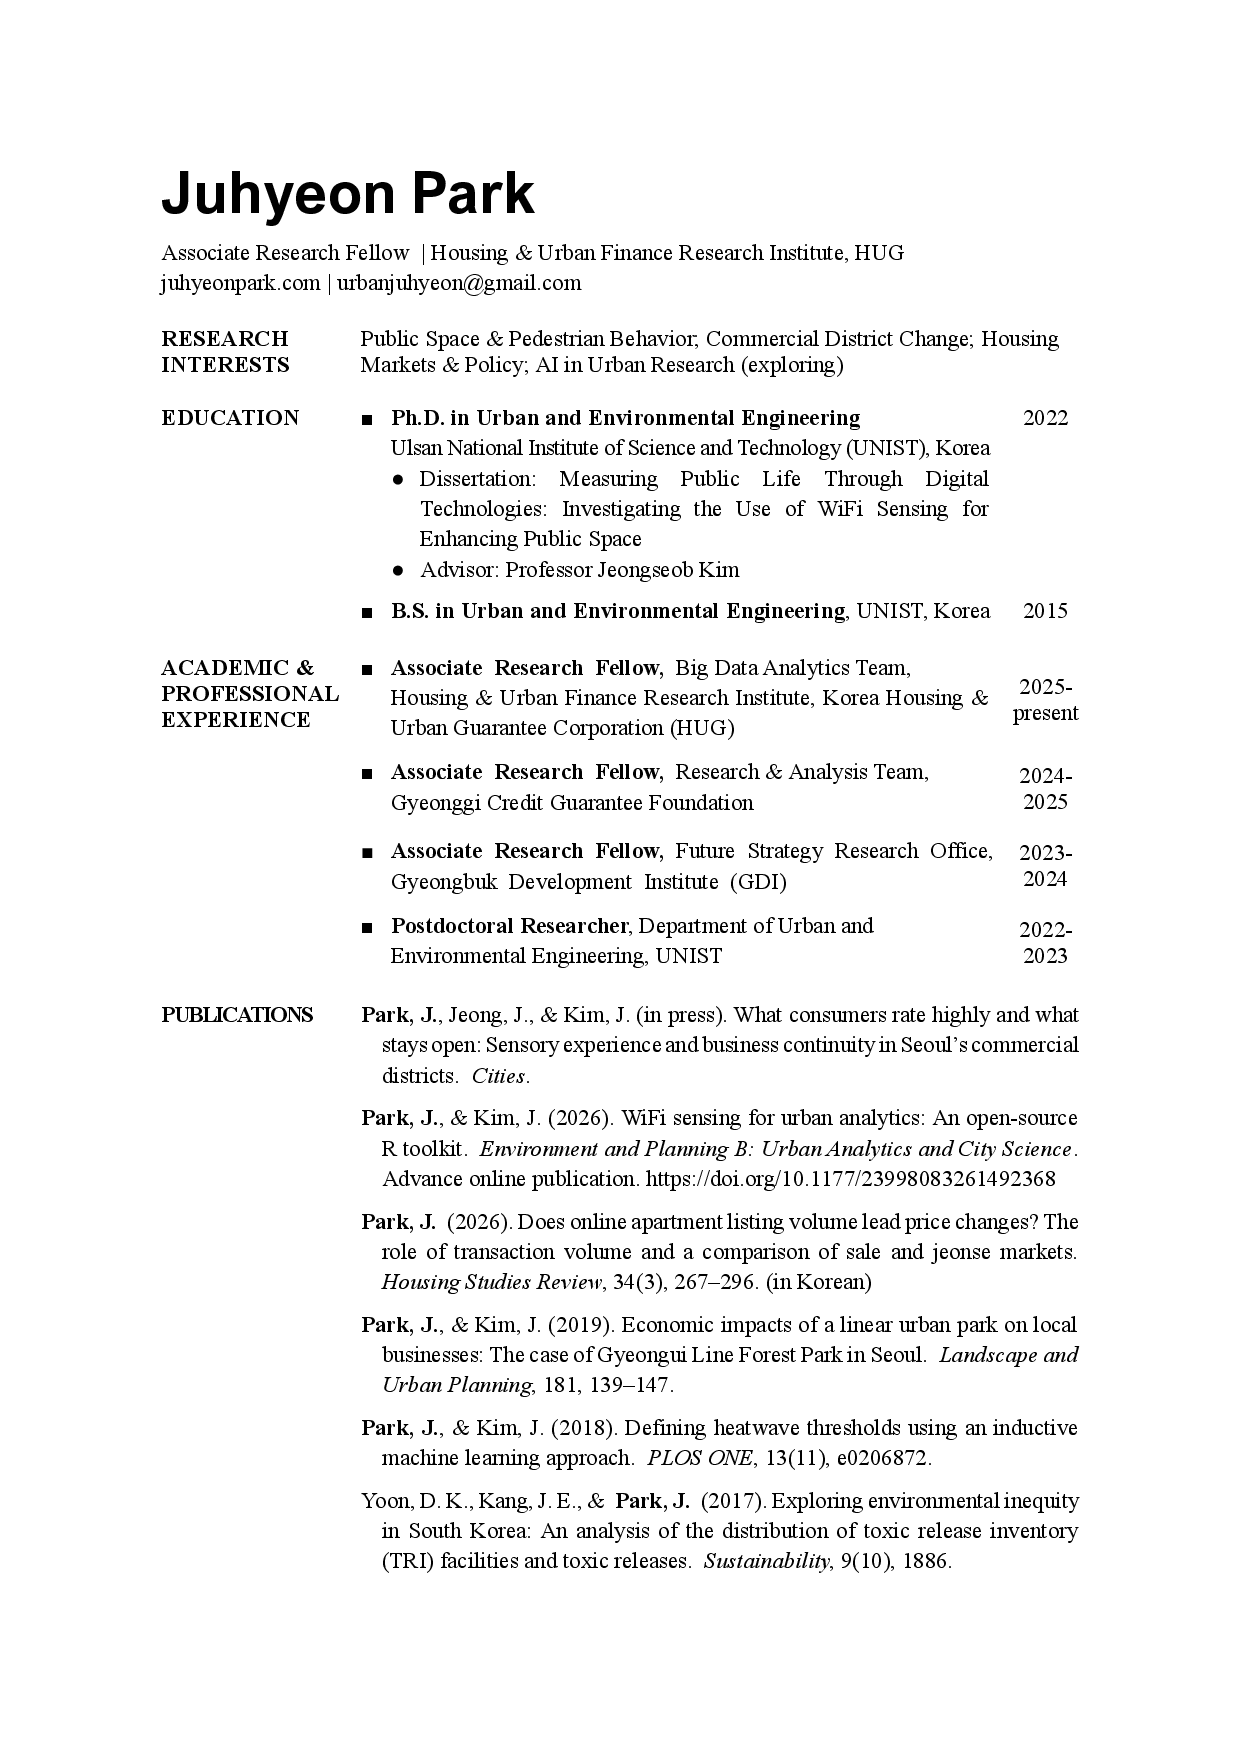 Juhyeon Park
Associate Research Fellow | Housing & Urban Finance Research Institute, HUG
juhyeonpark.com | urbanjuhyeon@gmail.com
RESEARCH INTERESTS
Public Space & Pedestrian Behavior; Commercial District Change; Housing
Markets & Policy; AI in Urban Research (exploring)
EDUCATION
■ Ph.D. in Urban and Environmental Engineering 2022
Ulsan National Institute of Science and Technology (UNIST), Korea
● Dissertation: Measuring Public Life Through Digital
Technologies: Investigating the Use of WiFi Sensing for
Enhancing Public Space
● Advisor: Professor Jeongseob Kim
■ B.S. in Urban and Environmental Engineering, UNIST, Korea 2015
ACADEMIC &
PROFESSIONAL
EXPERIENCE
■ Associate Research Fellow, Big Data Analytics Team,
Housing & Urban Finance Research Institute, Korea Housing &
Urban Guarantee Corporation (HUG)
2025-
present
■ Associate Research Fellow, Research & Analysis Team,
Gyeonggi Credit Guarantee Foundation
2024-
2025
■ Associate Research Fellow, Future Strategy Research Office,
Gyeongbuk Development Institute (GDI)
2023-
2024
■ Postdoctoral Researcher, Department of Urban and
Environmental Engineering, UNIST
2022-
2023
PUBLICATIONS
Park, J., Jeong, J., & Kim, J. (in press). What consumers rate highly and what
stays open: Sensory experience and business continuity in Seoul’s commercial
districts. Cities.
Park, J., & Kim, J. (2026). WiFi sensing for urban analytics: An open-source
R toolkit. Environment and Planning B: Urban Analytics and City Science.
Advance online publication. https://doi.org/10.1177/23998083261492368
Park, J. (2026). Does online apartment listing volume lead price changes? The
role of transaction volume and a comparison of sale and jeonse markets.
Housing Studies Review, 34(3), 267–296. (in Korean)
Park, J., & Kim, J. (2019). Economic impacts of a linear urban park on local
businesses: The case of Gyeongui Line Forest Park in Seoul. Landscape and
Urban Planning, 181, 139–147.
Park, J., & Kim, J. (2018). Defining heatwave thresholds using an inductive
machine learning approach. PLOS ONE, 13(11), e0206872.
Yoon, D. K., Kang, J. E., & Park, J. (2017). Exploring environmental inequity
in South Korea: An analysis of the distribution of toxic release inventory
(TRI) facilities and toxic releases. Sustainability, 9(10), 1886.